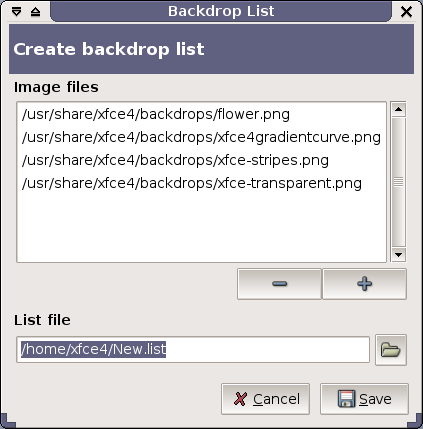 Backdrop List
Create backdrop list
Image files
/usr/share/xfce4/backdrops/flower.png
/usr/share/xfce4/backdrops/xfce4gradientcurve.png
/usr/share/xfce4/backdrops/xfce-stripes.png
/usr/share/xfce4/backdrops/xfce-transparent.png
List file
/home/xfce4/New.list
Cancel
Save